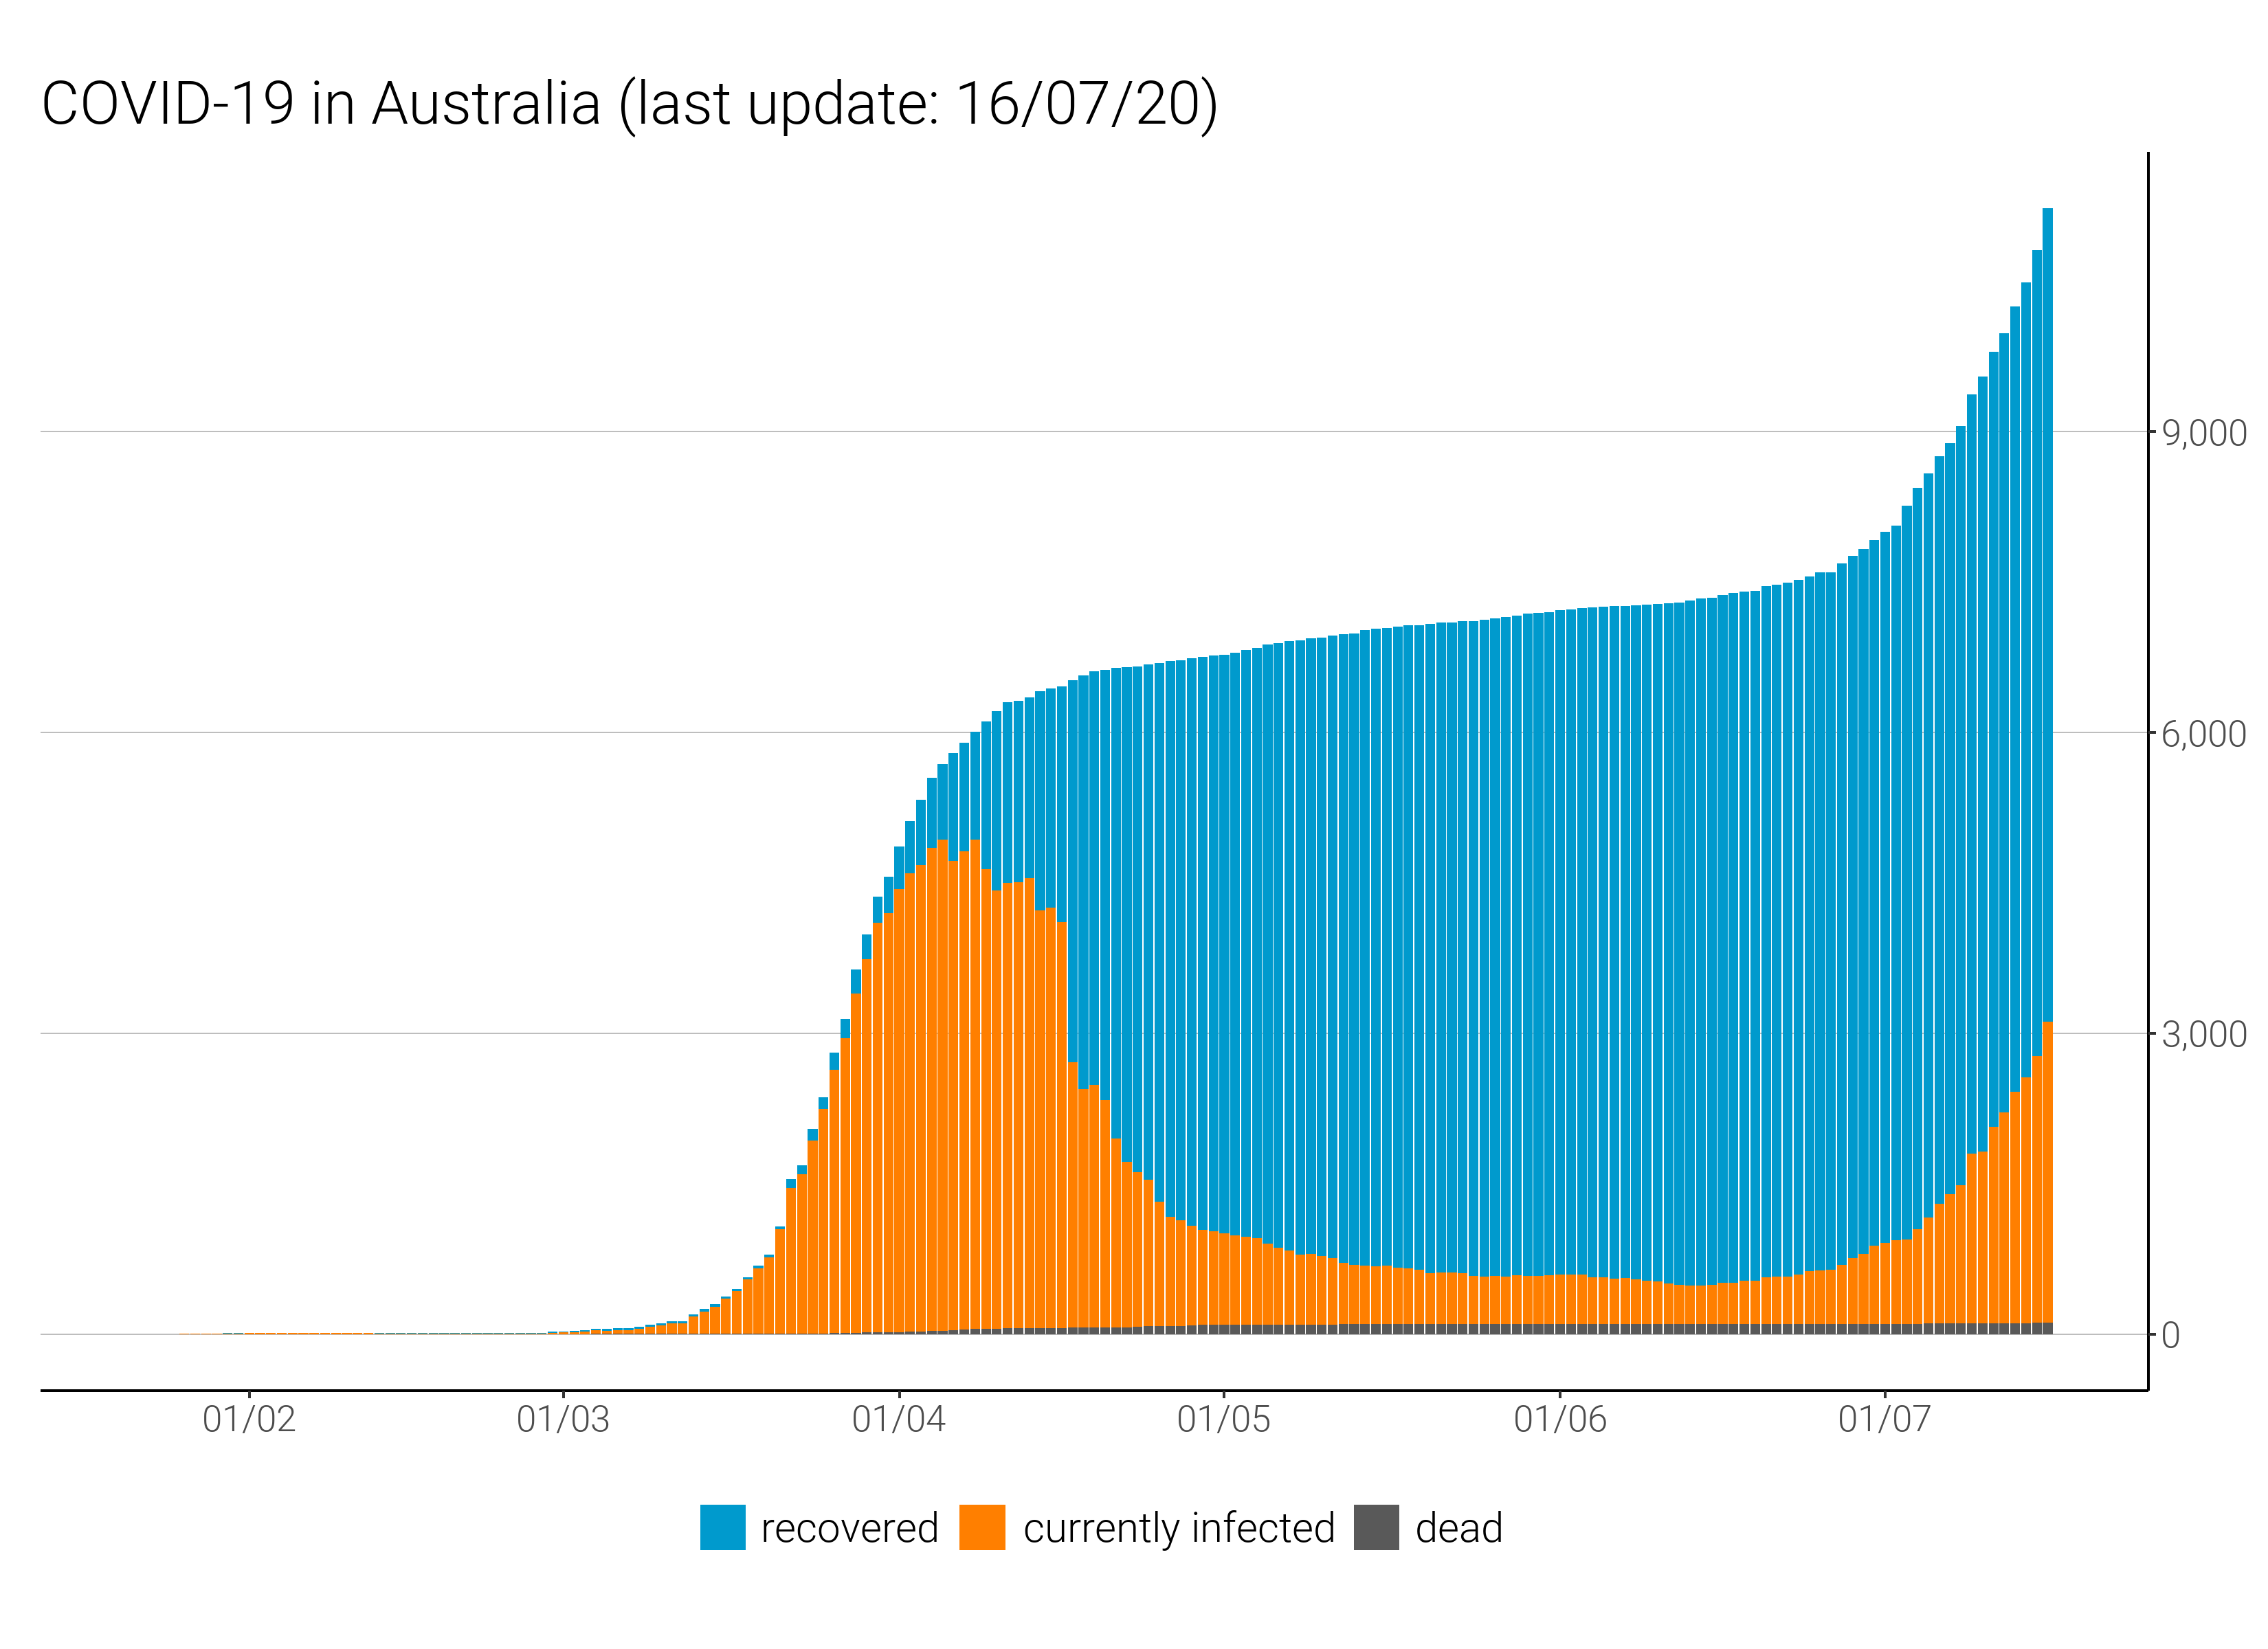 COVID-19 in Australia (last update: 16/07/20)
9,000
6,000
3,000
0
01/02 01/03 01/04 01/05 01/06 01/07
recovered currently infected dead